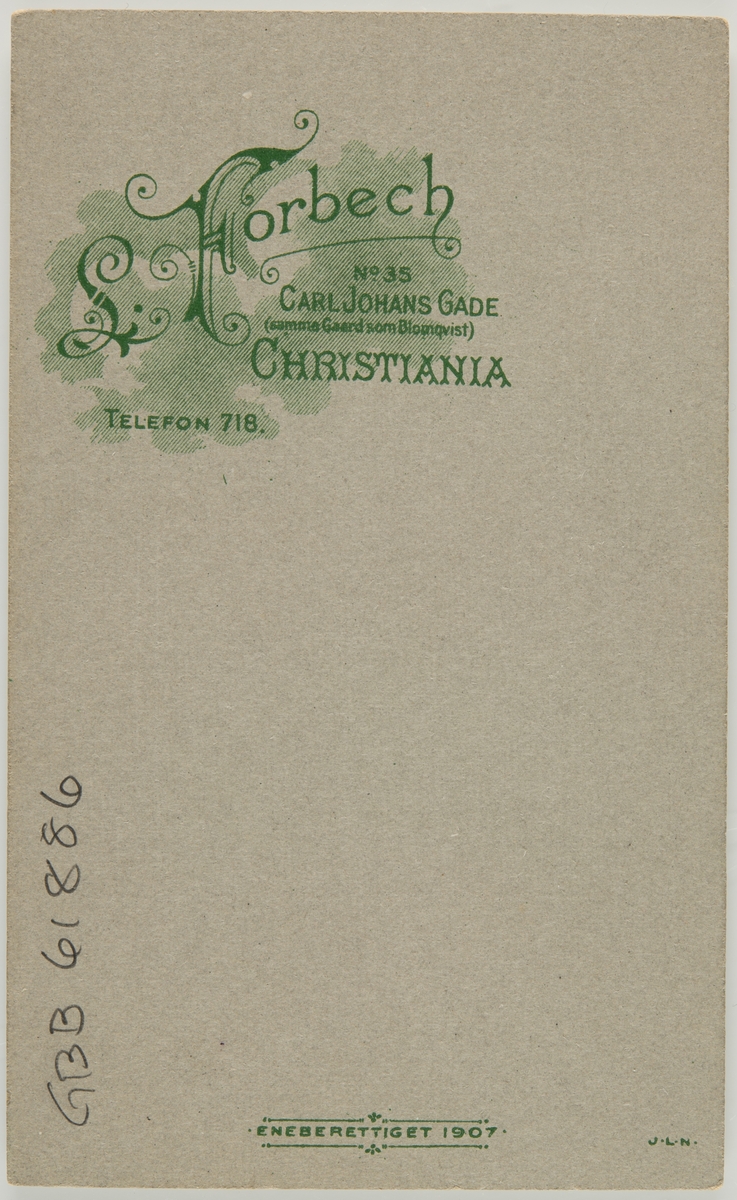 L. Forbech
No 35
CARL JOHANS GADE
(samme Gaard som Blomqvist)
CHRISTIANIA
TELEFON 718.
GBB 61886
· ENEBERETTIGET 1907 ·
J·L·N·